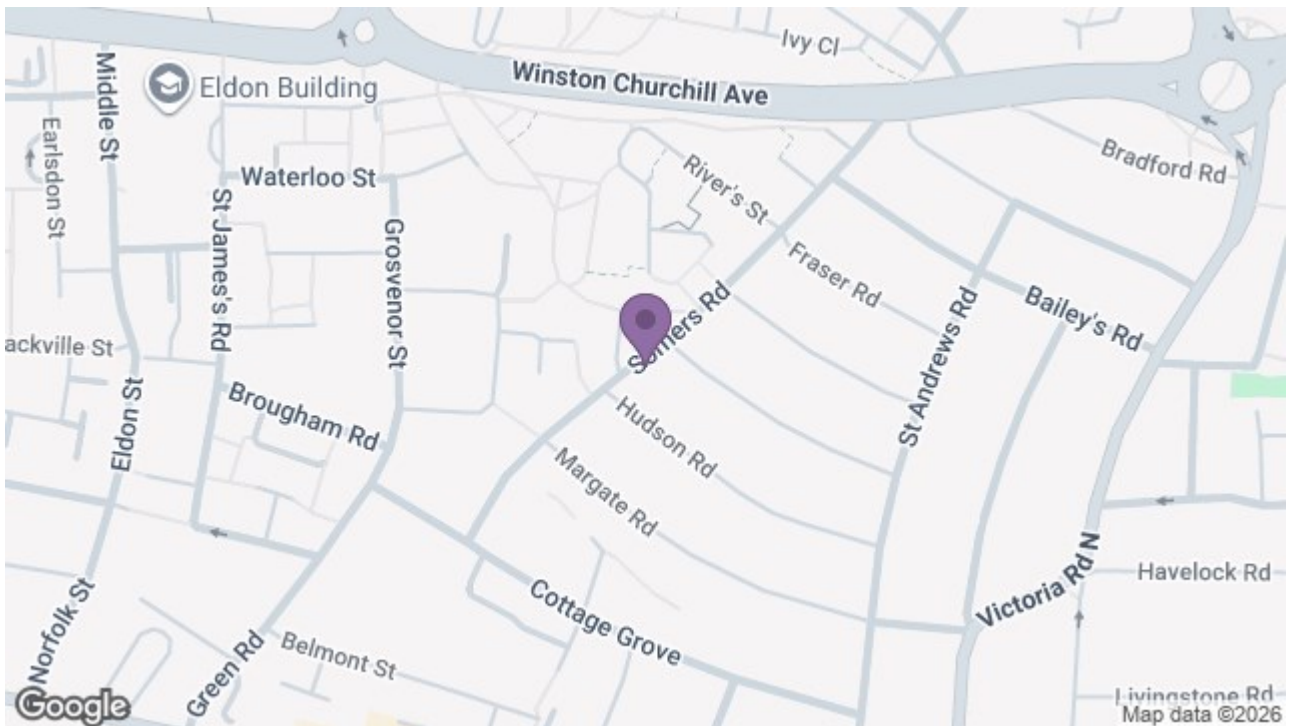 Ivy Cl
Winston Churchill Ave
Eldon Building
Middle St
Earlsdon St
Bradford Rd
Waterloo St
River's St
St James's Rd
Grosvenor St
Fraser Rd
Bailey's Rd
Somers Rd
ackville St
St Andrews Rd
Eldon St
Brougham Rd
Hudson Rd
Margate Rd
Victoria Rd N
Havelock Rd
Cottage Grove
Norfolk St
Green Rd
Belmont St
Livingstone Rd
Google
Map data ©2026